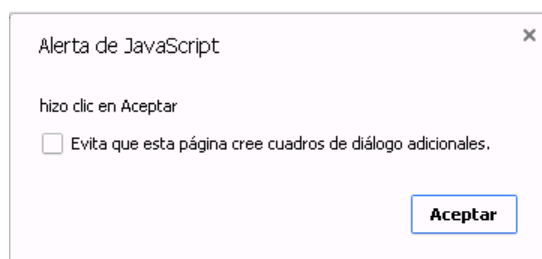 Alerta de JavaScript
hizo clic en Aceptar
Evita que esta página cree cuadros de diálogo adicionales.
Aceptar